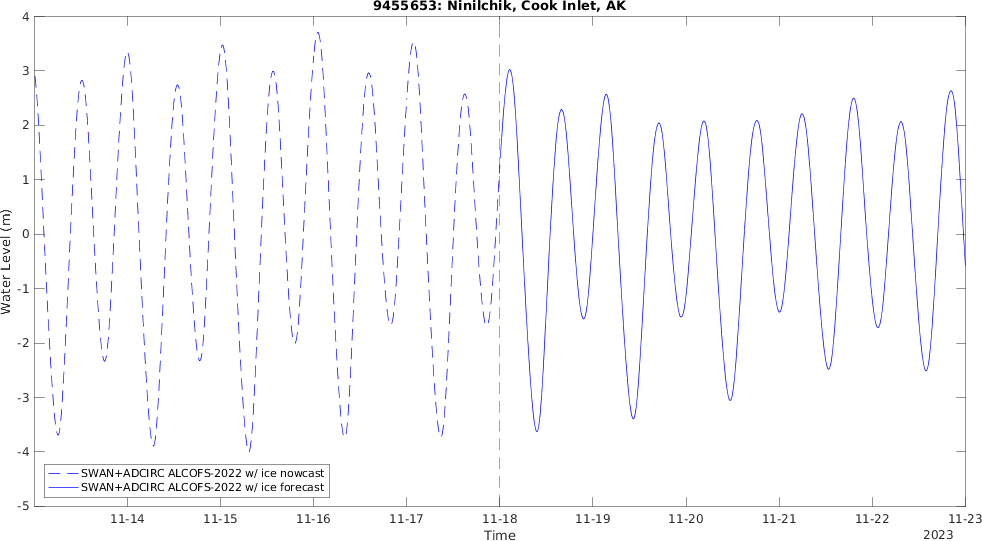 9455653: Ninilchik, Cook Inlet, AK
Water Level (m)
4
3
2
1
0
-1
-2
-3
-4
-5
SWAN+ADCIRC ALCOFS-2022 w/ ice nowcast
SWAN+ADCIRC ALCOFS-2022 w/ ice forecast
11-14 11-15 11-16 11-17 11-18 11-19 11-20 11-21 11-22 11-23
Time
2023